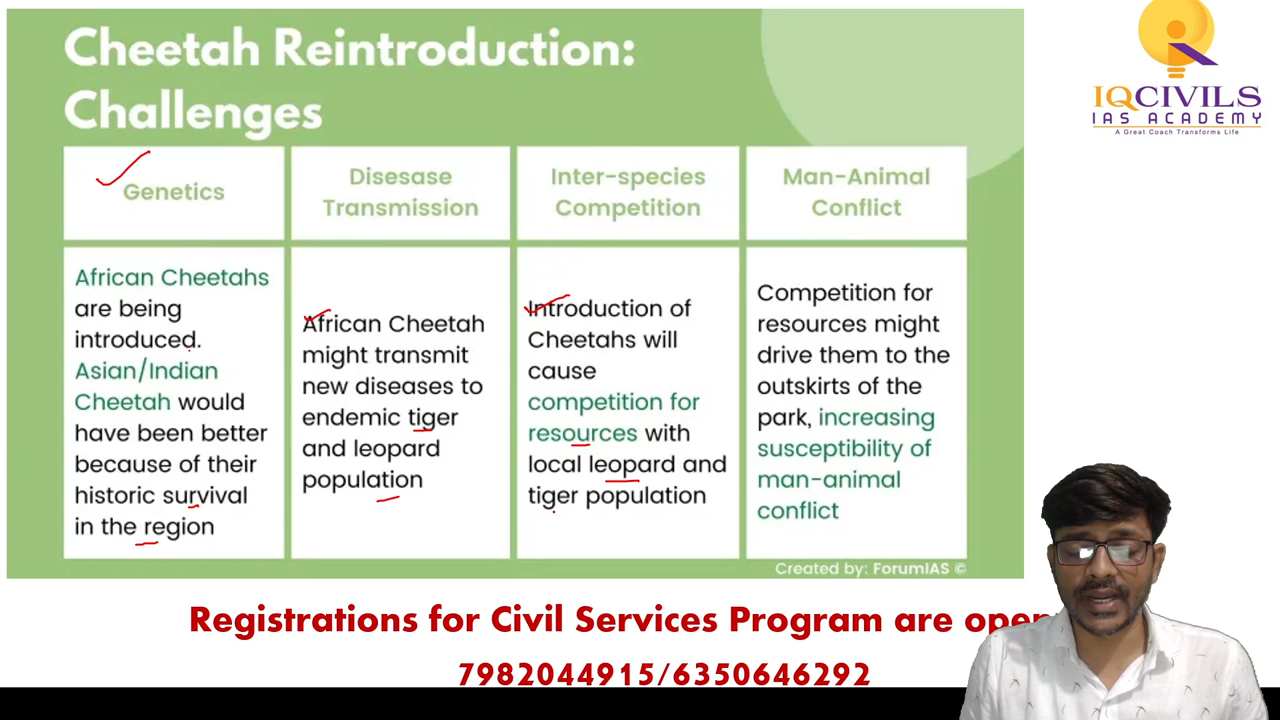 Cheetah Reintroduction:
Challenges
IQCIVILS
IAS ACADEMY
A Great Coach Transforms Life
Genetics
Disesase
Transmission
Inter-species
Competition
Man-Animal
Conflict
African Cheetahs
are being
introduced.
Asian/Indian
Cheetah would
have been better
because of their
historic survival
in the region
African Cheetah
might transmit
new diseases to
endemic tiger
and leopard
population
Introduction of
Cheetahs will
cause
competition for
resources with
local leopard and
tiger population
Competition for
resources might
drive them to the
outskirts of the
park, increasing
susceptibility of
man-animal
conflict
Created by: ForumIAS ©
Registrations for Civil Services Program are open
7982044915/6350646292